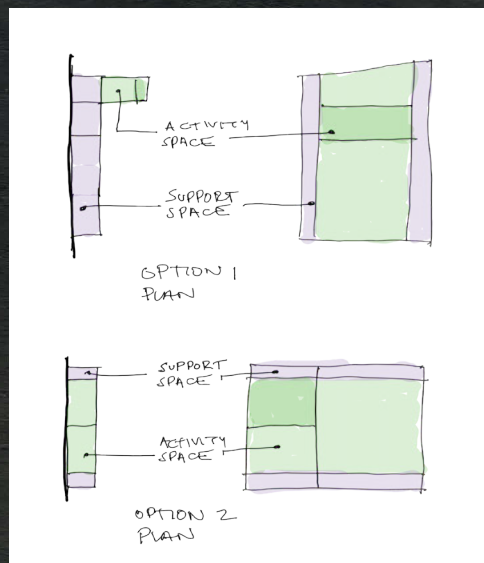 ACTIVITY
SPACE
SUPPORT
SPACE
OPTION 1
PLAN
SUPPORT
SPACE
ACTIVITY
SPACE
OPTION 2
PLAN